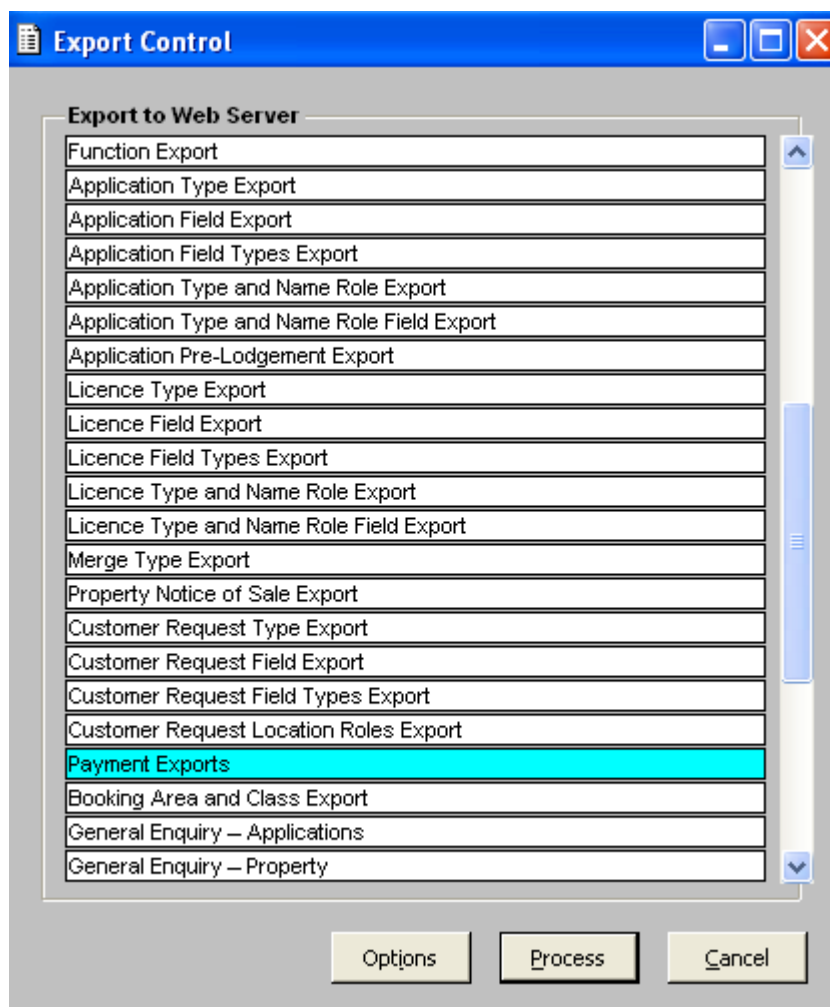 Export Control
Export to Web Server
Function Export
Application Type Export
Application Field Export
Application Field Types Export
Application Type and Name Role Export
Application Type and Name Role Field Export
Application Pre-Lodgement Export
Licence Type Export
Licence Field Export
Licence Field Types Export
Licence Type and Name Role Export
Licence Type and Name Role Field Export
Merge Type Export
Property Notice of Sale Export
Customer Request Type Export
Customer Request Field Export
Customer Request Field Types Export
Customer Request Location Roles Export
Payment Exports
Booking Area and Class Export
General Enquiry – Applications
General Enquiry – Property
Options Process Cancel